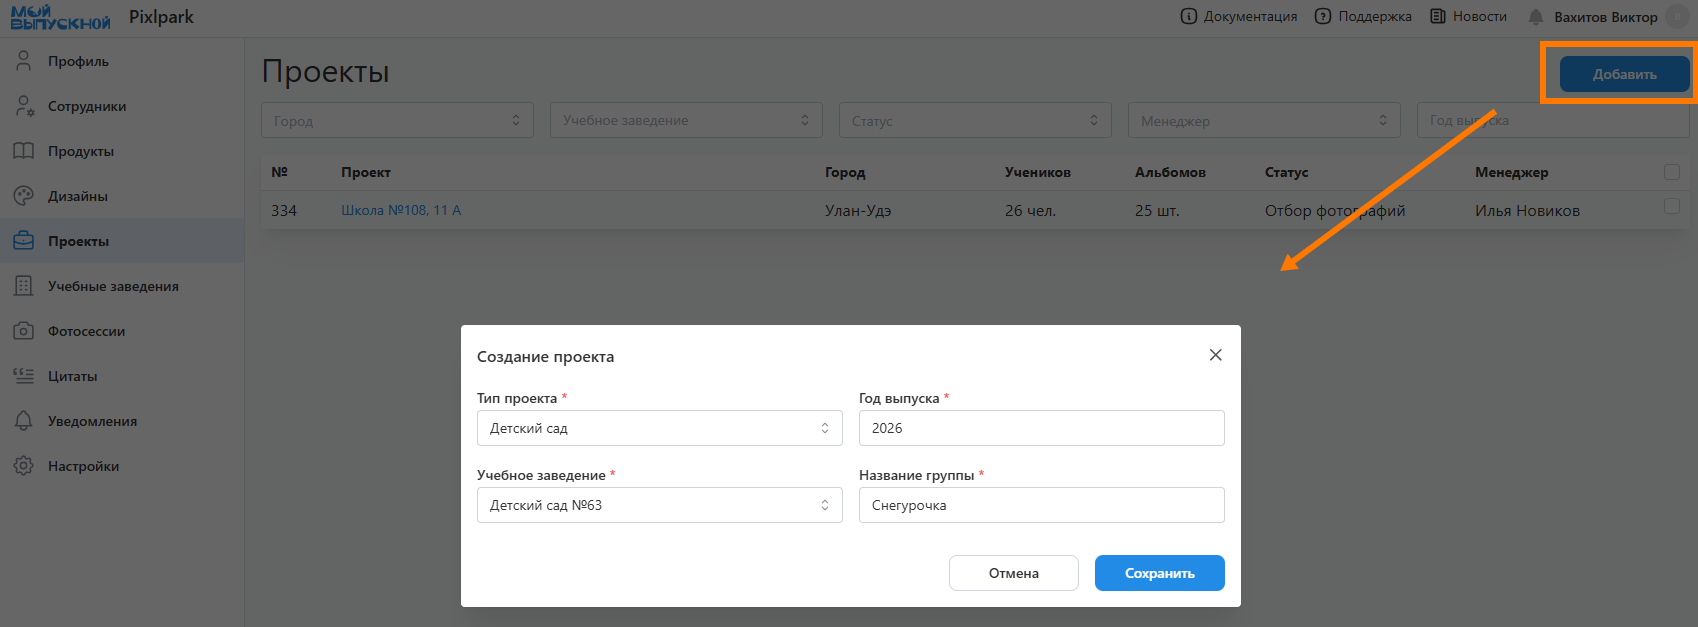 МОЙ ВЫПУСКНОЙ Pixlpark Документация Поддержка Новости Вахитов Виктор
Профиль
Сотрудники
Продукты
Дизайны
Проекты
Учебные заведения
Фотосессии
Цитаты
Уведомления
Настройки
Проекты Добавить
Город Учебное заведение Статус Менеджер Год выпуска
№ Проект Город Учеников Альбомов Статус Менеджер
334 Школа №108, 11 А Улан-Удэ 26 чел. 25 шт. Отбор фотографий Илья Новиков
Создание проекта
Тип проекта * Год выпуска *
Детский сад 2026
Учебное заведение * Название группы *
Детский сад №63 Снегурочка
Отмена Сохранить